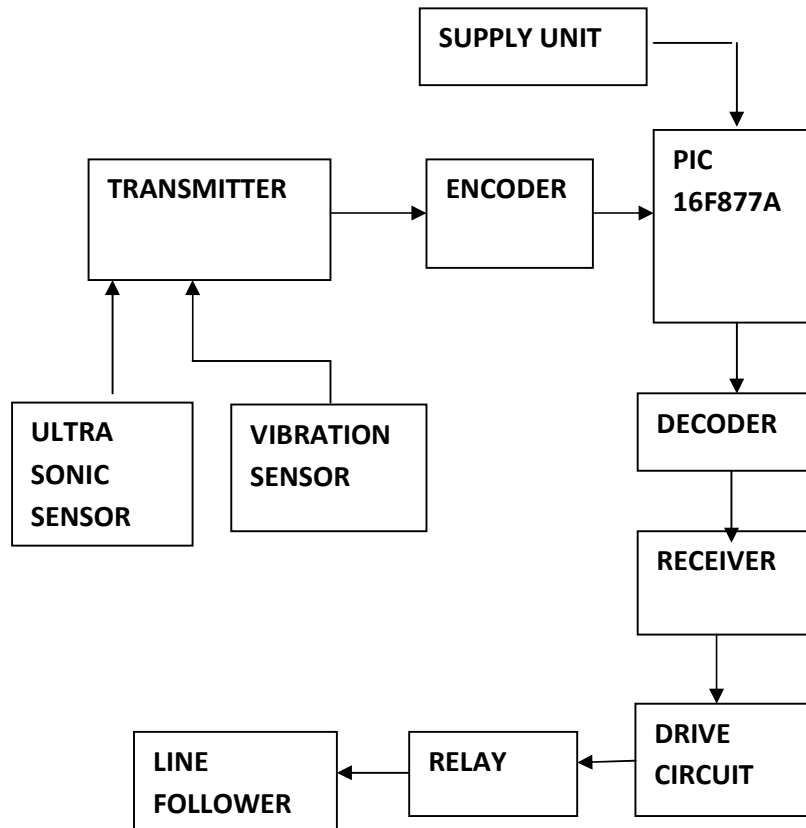 SUPPLY UNIT
PIC
16F877A
TRANSMITTER
ENCODER
ULTRA
SONIC
SENSOR
VIBRATION
SENSOR
DECODER
RECEIVER
DRIVE
CIRCUIT
RELAY
LINE
FOLLOWER